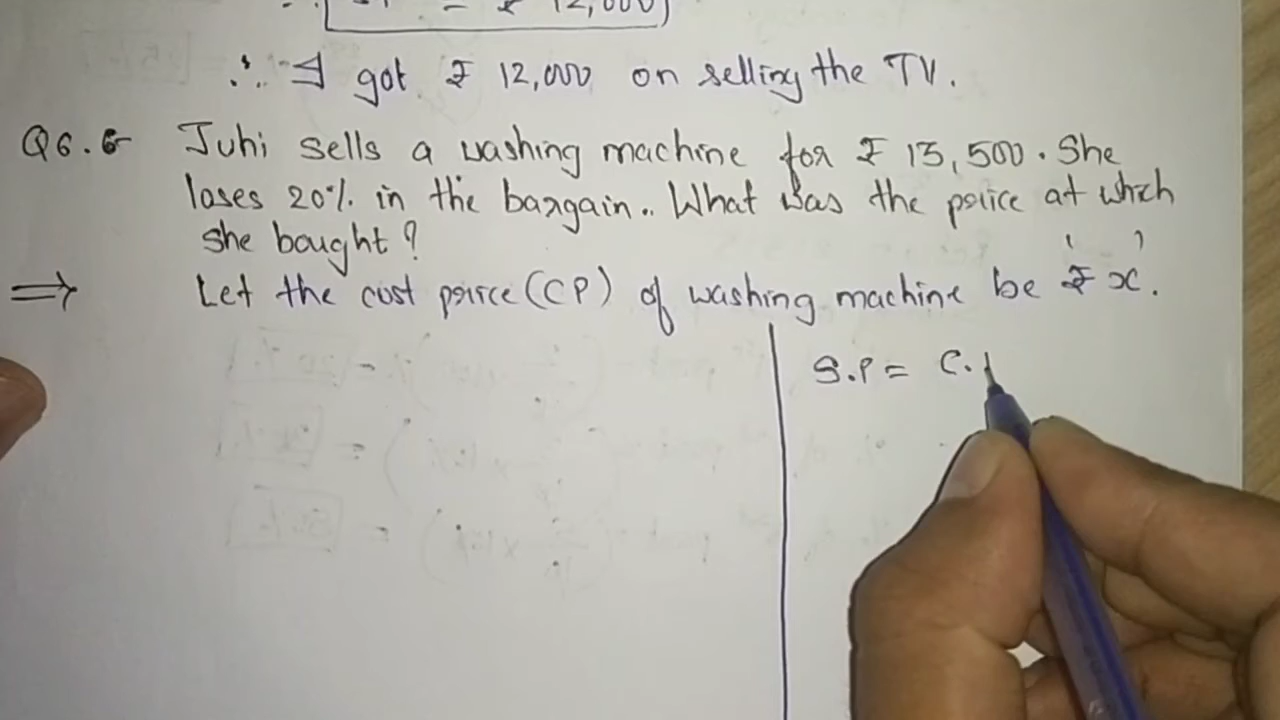 = ₹ 12,000
∴ I got ₹ 12,000 on selling the TV.
Q6. Juhi sells a washing machine for ₹ 13,500. She
loses 20% in the bargain.. What was the price at which
she bought?
⇒ Let the cost price (CP) of washing machine be ₹ x.
S.P = C.